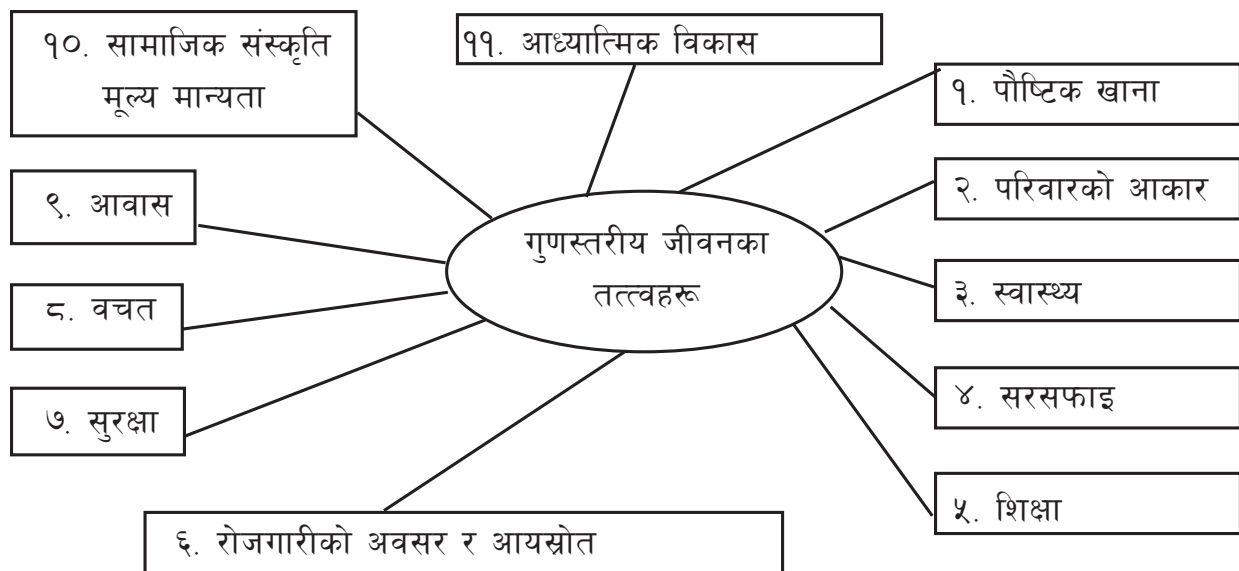 १०. सामाजिक संस्कृति
मूल्य मान्यता
११. आध्यात्मिक विकास
१. पौष्टिक खाना
२. परिवारको आकार
९. आवास
गुणस्तरीय जीवनका
तत्त्वहरू
३. स्वास्थ्य
८. वचत
४. सरसफाइ
७. सुरक्षा
५. शिक्षा
६. रोजगारीको अवसर र आयस्रोत